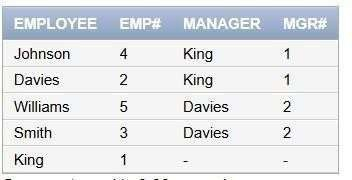 EMPLOYEE EMP# MANAGER MGR#
Johnson 4 King 1
Davies 2 King 1
Williams 5 Davies 2
Smith 3 Davies 2
King 1 - -